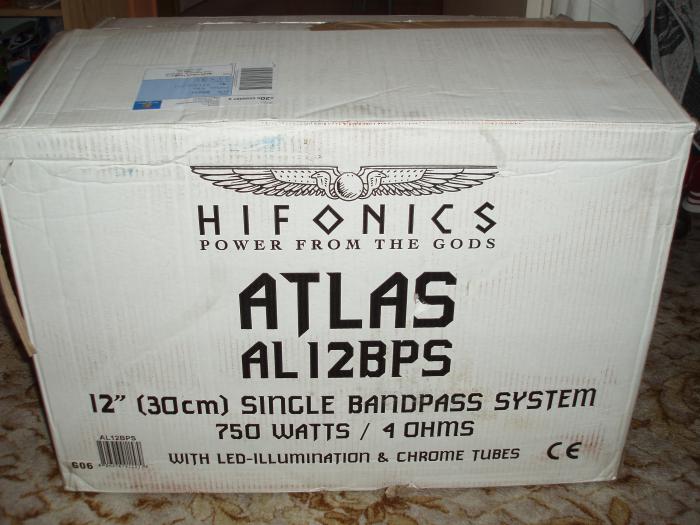 HIFONICS
POWER FROM THE GODS
ATLAS
AL12BPS
12" (30cm) SINGLE BANDPASS SYSTEM
750 WATTS / 4 OHMS
AL12BPS
606
WITH LED-ILLUMINATION & CHROME TUBES CE